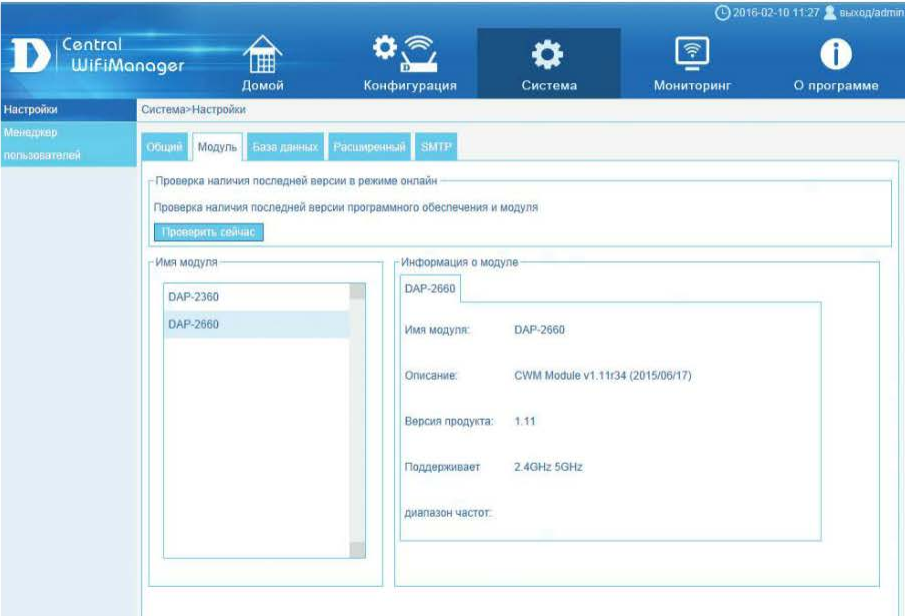 2016-02-10 11:27 выход/admin
D Central
WiFiManager
Домой
Конфигурация
D
Система
Мониторинг
О программе
Настройки
Менеджер
пользователей
Система>Настройки
Общий Модуль База данных Расширенный SMTP
Проверка наличия последней версии в режиме онлайн
Проверка наличия последней версии программного обеспечения и модуля
Проверить сейчас
Имя модуля
DAP-2360
DAP-2660
Информация о модуле
DAP-2660
Имя модуля: DAP-2660
Описание: CWM Module v1.11r34 (2015/06/17)
Версия продукта: 1.11
Поддерживает 2.4GHz 5GHz
диапазон частот: